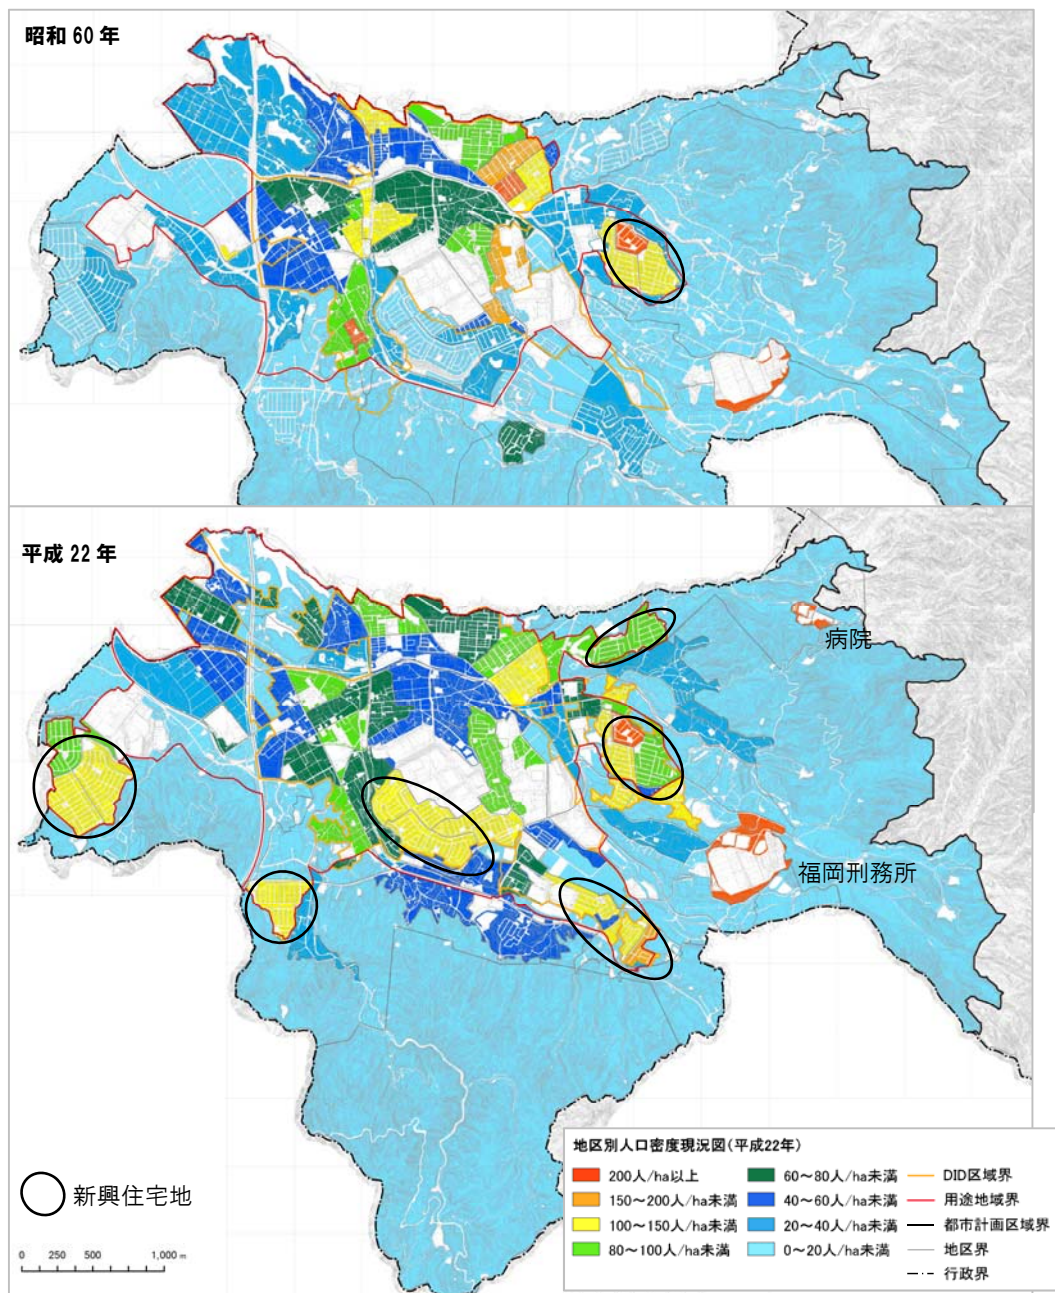 昭和 60 年
平成 22 年
病院
福岡刑務所
新興住宅地
0 250 500 1,000 m
地区別人口密度現況図(平成22年)
200人/ha以上
150~200人/ha未満
100~150人/ha未満
80~100人/ha未満
60~80人/ha未満
40~60人/ha未満
20~40人/ha未満
0~20人/ha未満
DID区域界
用途地域界
都市計画区域界
地区界
行政界